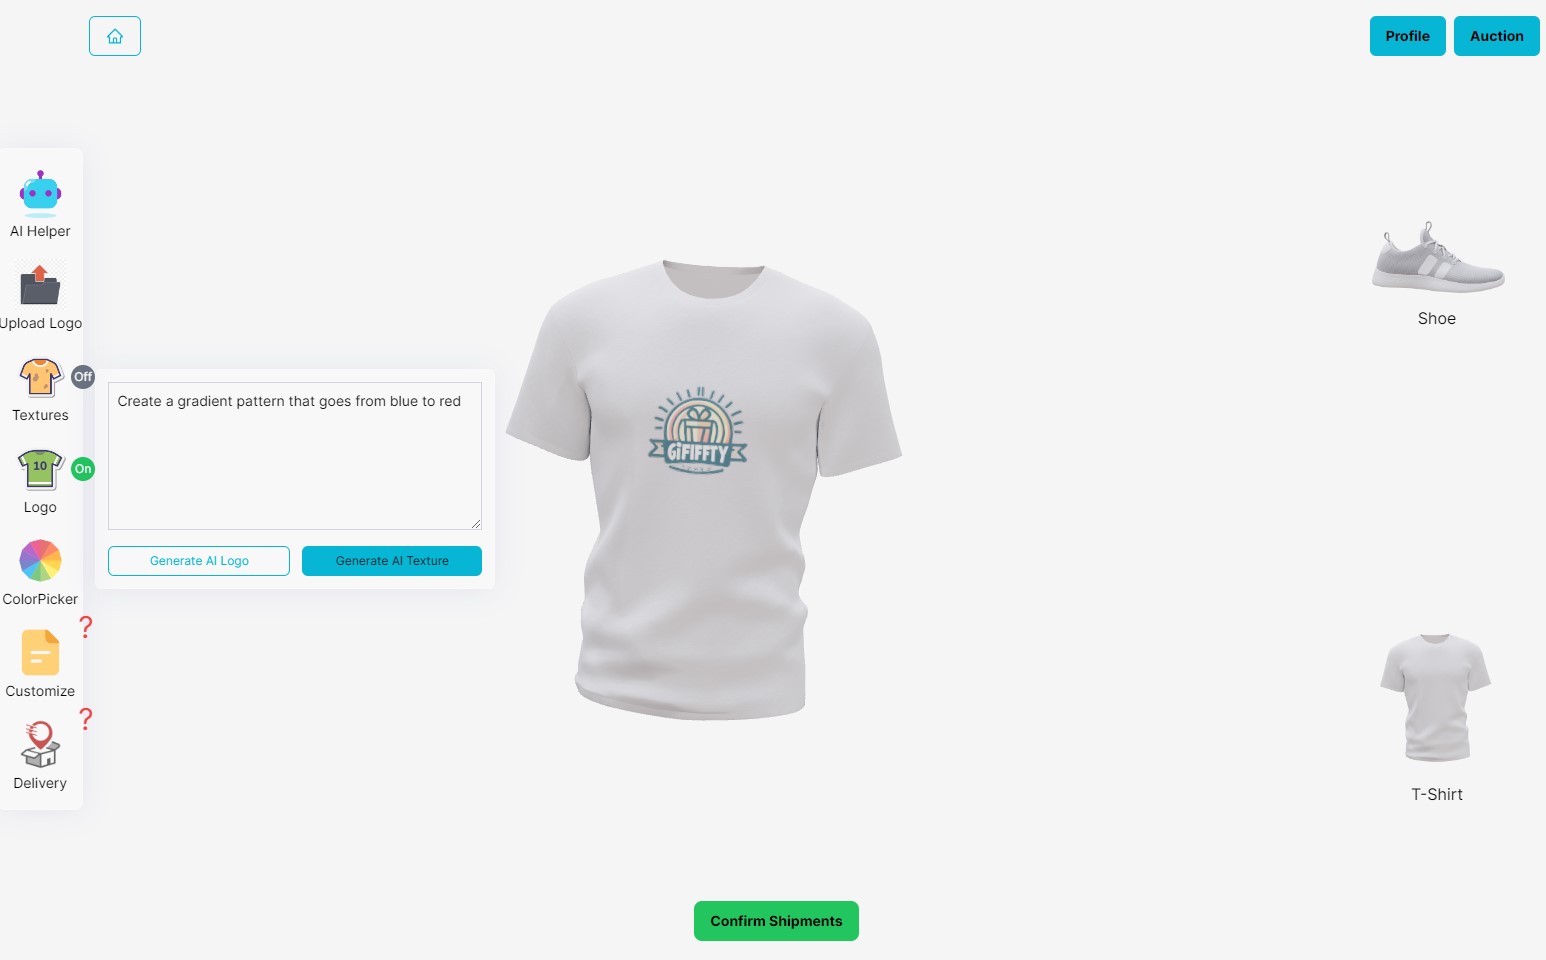 Profile
Auction
AI Helper
Upload Logo
Off
Textures
10
On
Logo
ColorPicker
?
Customize
?
Delivery
Create a gradient pattern that goes from blue to red
Generate AI Logo
Generate AI Texture
GiFIFFTY
Shoe
T-Shirt
Confirm Shipments